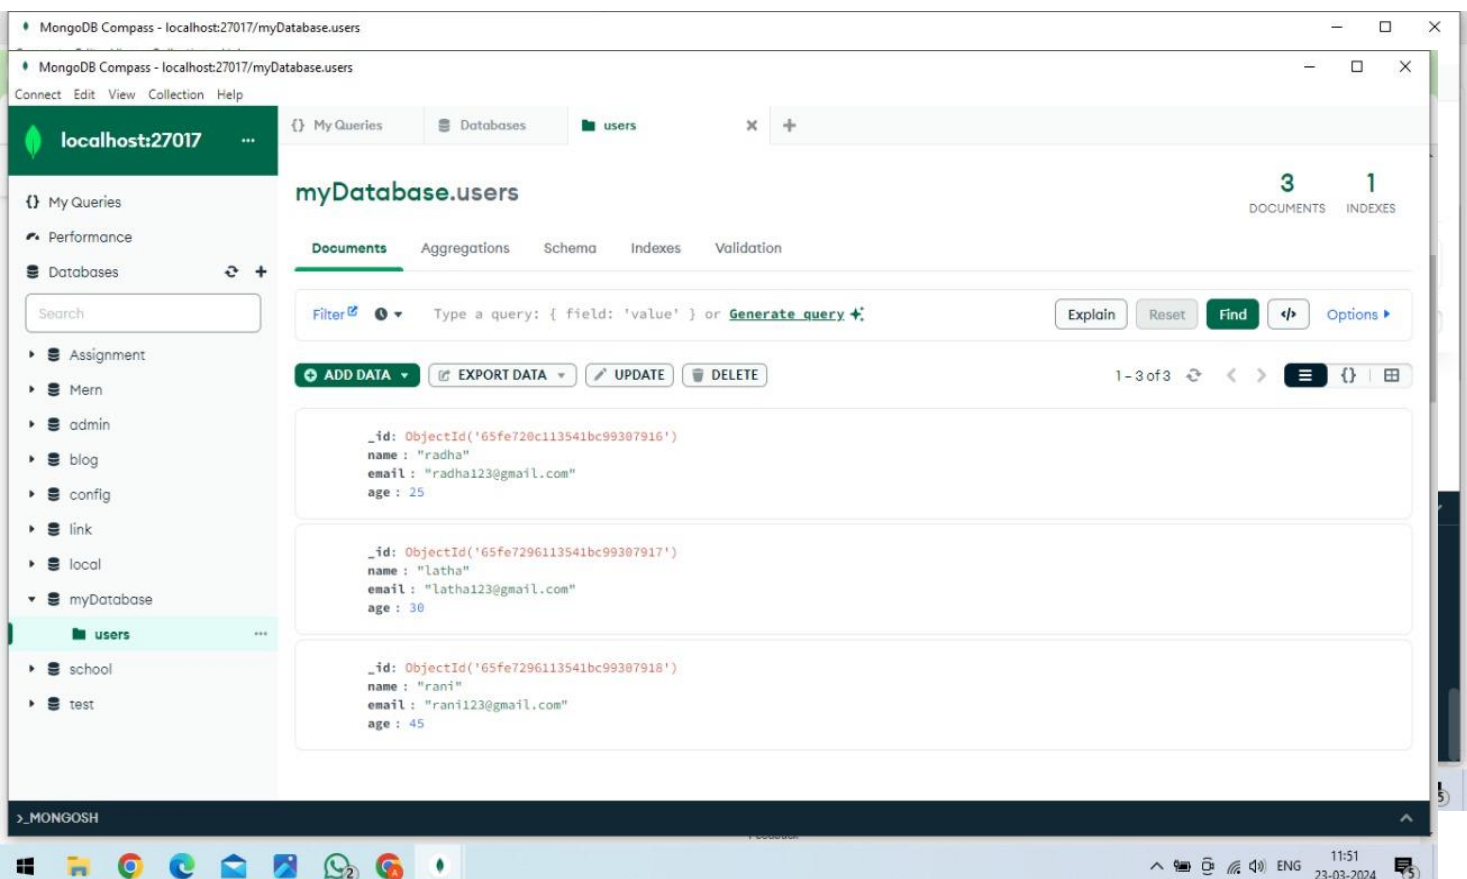 MongoDB Compass - localhost:27017/myDatabase.users
MongoDB Compass - localhost:27017/myDatabase.users
Connect Edit View Collection Help
localhost:27017 ...
{} My Queries
Databases
users
My Queries
Performance
Databases
Search
Assignment
Mern
admin
blog
config
link
local
myDatabase
users ...
school
test
myDatabase.users
3
DOCUMENTS
1
INDEXES
Documents Aggregations Schema Indexes Validation
Filter Type a query: { field: 'value' } or Generate query
Explain Reset Find </> Options
ADD DATA EXPORT DATA UPDATE DELETE
1 – 3 of 3 {}
_id: ObjectId('65fe720c113541bc99307916')
name : "radha"
email : "radha123@gmail.com"
age : 25
_id: ObjectId('65fe7296113541bc99307917')
name : "latha"
email : "latha123@gmail.com"
age : 30
_id: ObjectId('65fe7296113541bc99307918')
name : "rani"
email : "rani123@gmail.com"
age : 45
>_MONGOSH
2
ENG
11:51
23-03-2024
5